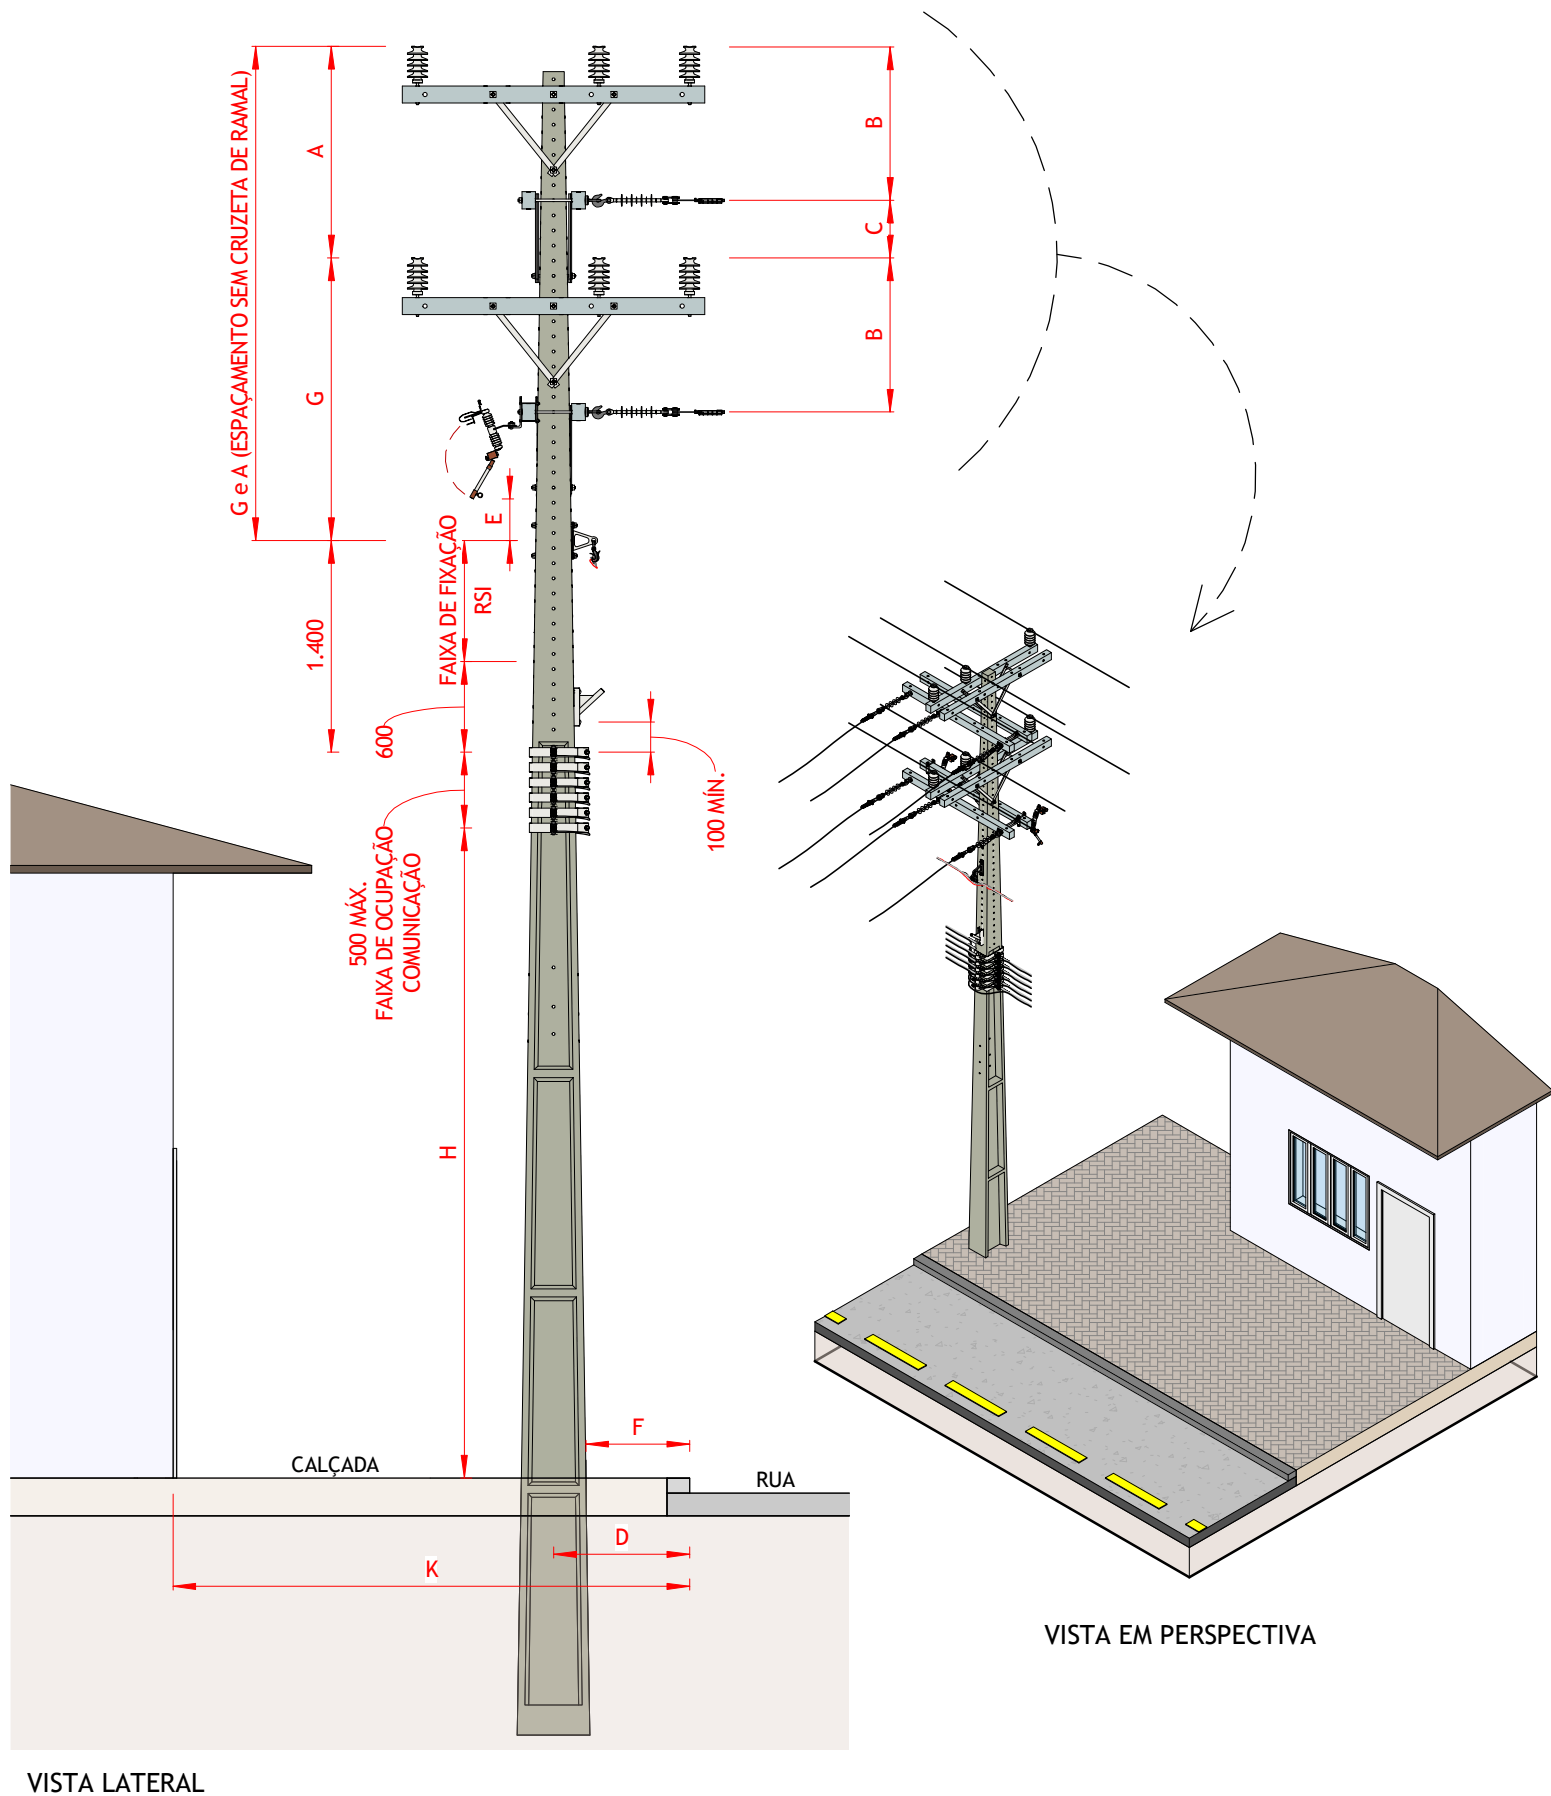 G e A (ESPAÇAMENTO SEM CRUZETA DE RAMAL)
A
B
C
G
B
E
FAIXA DE FIXAÇÃO
RSI
1.400
600
100 MÍN.
500 MÁX.
FAIXA DE OCUPAÇÃO
COMUNICAÇÃO
H
F
CALÇADA
RUA
D
K
VISTA EM PERSPECTIVA
VISTA LATERAL